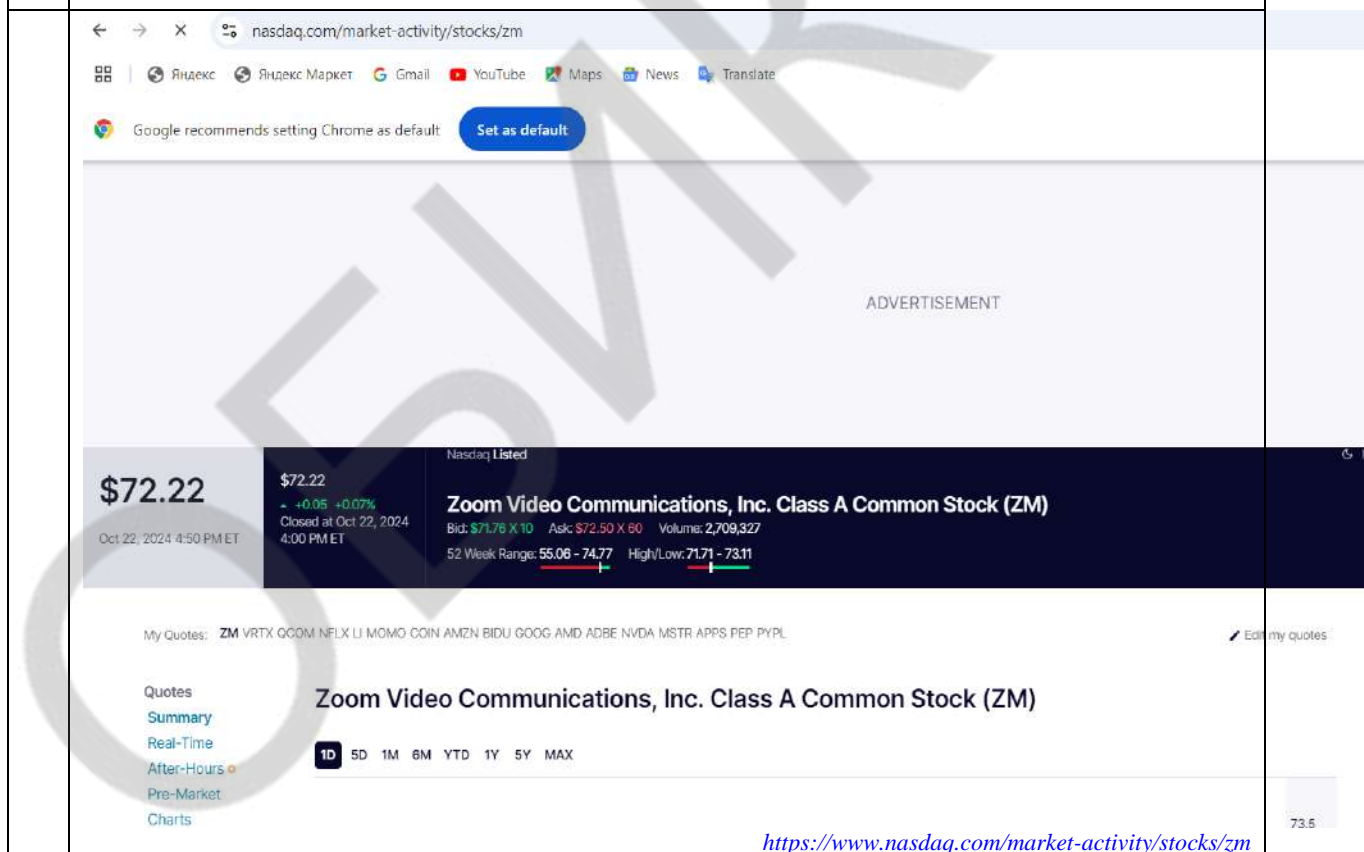 nasdaq.com/market-activity/stocks/zm
Яндекс Яндекс Маркет Gmail YouTube Maps News Translate
Google recommends setting Chrome as default Set as default
ADVERTISEMENT
Nasdaq Listed
$72.22
Oct 22, 2024 4:50 PM ET
$72.22
+0.05 +0.07%
Closed at Oct 22, 2024
4:00 PM ET
Zoom Video Communications, Inc. Class A Common Stock (ZM)
Bid: $71.76 X 10 Ask: $72.50 X 60 Volume: 2,709,327
52 Week Range: 55.06 - 74.77 High/Low: 71.71 - 73.11
My Quotes: ZM VRTX QCOM NFLX LI MOMO COIN AMZN BIDU GOOG AMD ADBE NVDA MSTR APPS PEP PYPL
Edit my quotes
Quotes
Summary
Real-Time
After-Hours
Pre-Market
Charts
Zoom Video Communications, Inc. Class A Common Stock (ZM)
1D 5D 1M 6M YTD 1Y 5Y MAX
73.5
https://www.nasdaq.com/market-activity/stocks/zm
ОБИК